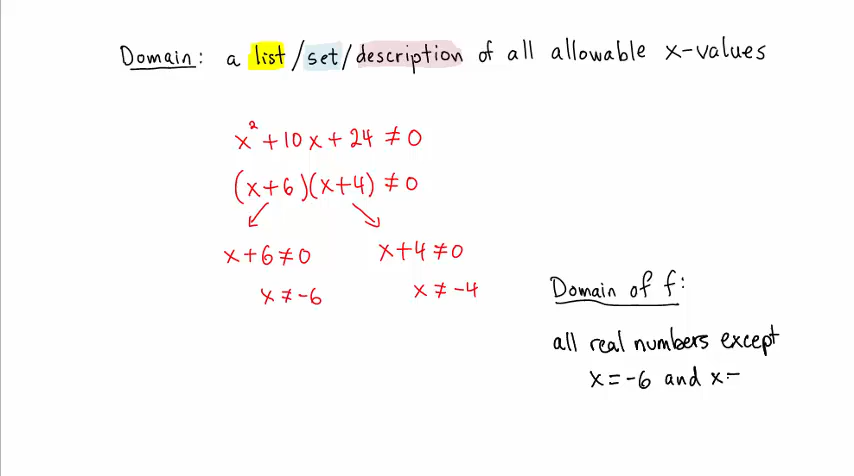 Domain: a list/set/description of all allowable x-values
x² + 10x + 24 ≠ 0
(x+6)(x+4) ≠ 0
x+6≠0 x+4≠0
x ≠ -6 x ≠ -4
Domain of f:
all real numbers except
x = -6 and x =